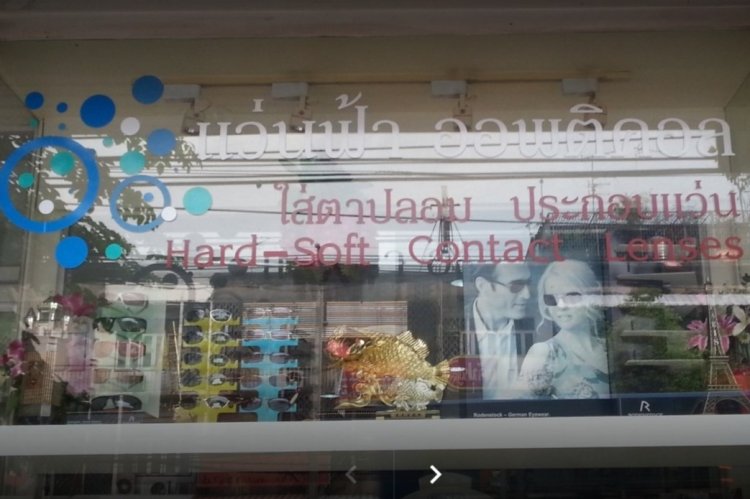 แว่นฟ้า ออพติคอล
ใส่ตาปลอม ประกอบแว่น
Hard-Soft Contact Lenses
Rodenstock – German Eyewear.
R
RODENSTOCK